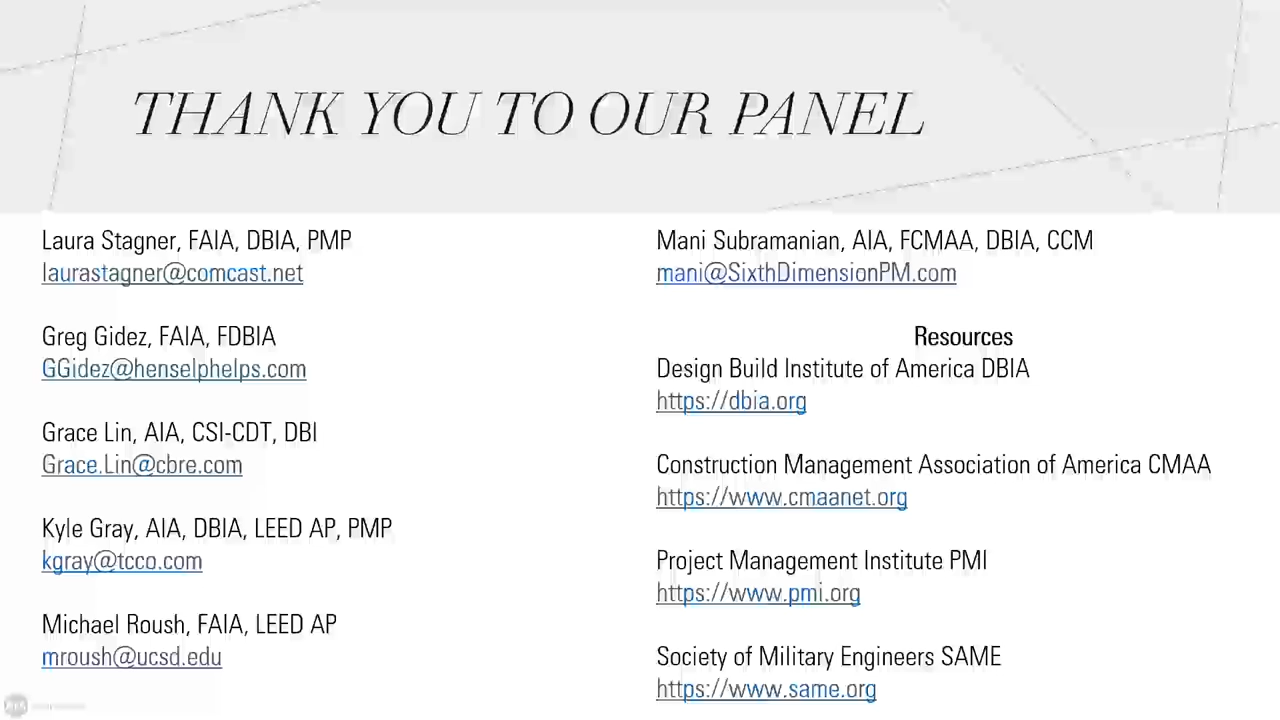 THANK YOU TO OUR PANEL
Laura Stagner, FAIA, DBIA, PMP
laurastagner@comcast.net
Greg Gidez, FAIA, FDBIA
GGidez@henselphelps.com
Grace Lin, AIA, CSI-CDT, DBI
Grace.Lin@cbre.com
Kyle Gray, AIA, DBIA, LEED AP, PMP
kgray@tcco.com
Michael Roush, FAIA, LEED AP
mroush@ucsd.edu
Mani Subramanian, AIA, FCMAA, DBIA, CCM
mani@SixthDimensionPM.com
Resources
Design Build Institute of America DBIA
https://dbia.org
Construction Management Association of America CMAA
https://www.cmaanet.org
Project Management Institute PMI
https://www.pmi.org
Society of Military Engineers SAME
https://www.same.org